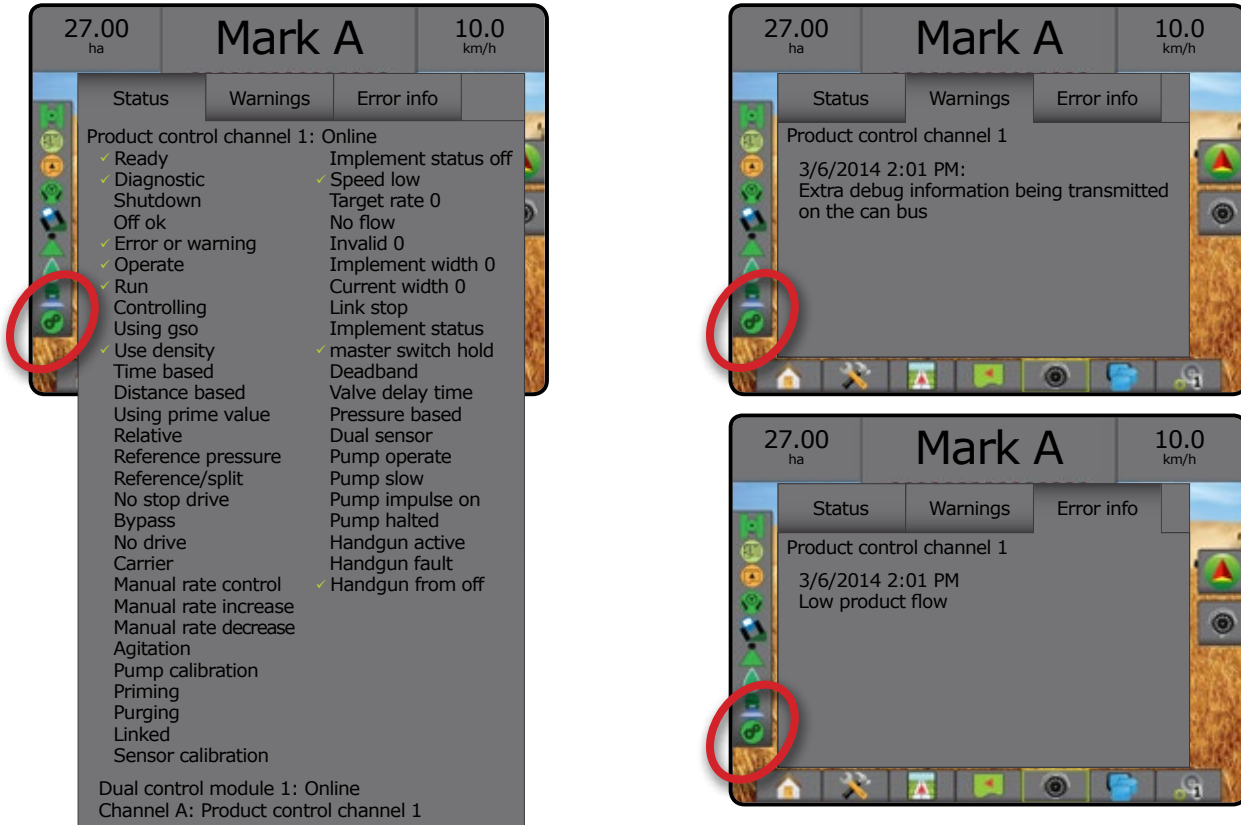 27.00
ha
Mark A
10.0
km/h
Status
Warnings
Error info
Product control channel 1: Online
✓ Ready
✓ Diagnostic
Shutdown
Off ok
✓ Error or warning
✓ Operate
✓ Run
Controlling
Using gso
✓ Use density
Time based
Distance based
Using prime value
Relative
Reference pressure
Reference/split
No stop drive
Bypass
No drive
Carrier
Manual rate control
Manual rate increase
Manual rate decrease
Agitation
Pump calibration
Priming
Purging
Linked
Sensor calibration
Implement status off
✓ Speed low
Target rate 0
No flow
Invalid 0
Implement width 0
Current width 0
Link stop
Implement status
✓ master switch hold
Deadband
Valve delay time
Pressure based
Dual sensor
Pump operate
Pump slow
Pump impulse on
Pump halted
Handgun active
Handgun fault
✓ Handgun from off
Dual control module 1: Online
Channel A: Product control channel 1
27.00
ha
Mark A
10.0
km/h
Status
Warnings
Error info
Product control channel 1
3/6/2014 2:01 PM:
Extra debug information being transmitted
on the can bus
1
27.00
ha
Mark A
10.0
km/h
Status
Warnings
Error info
Product control channel 1
3/6/2014 2:01 PM
Low product flow
1